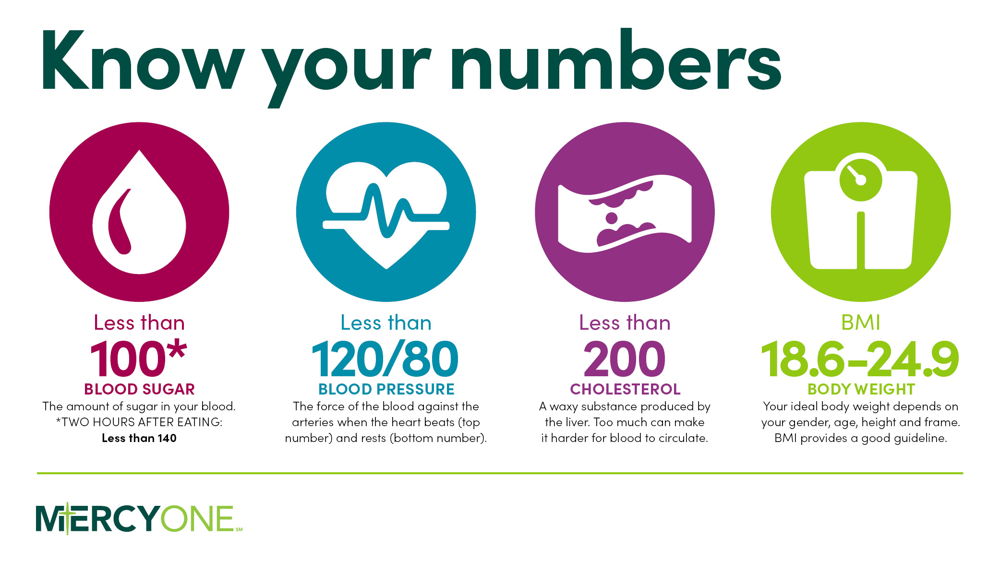 Know your numbers
Less than
100*
BLOOD SUGAR
The amount of sugar in your blood.
*TWO HOURS AFTER EATING:
Less than 140
Less than
120/80
BLOOD PRESSURE
The force of the blood against the
arteries when the heart beats (top
number) and rests (bottom number).
Less than
200
CHOLESTEROL
A waxy substance produced by
the liver. Too much can make
it harder for blood to circulate.
BMI
18.6-24.9
BODY WEIGHT
Your ideal body weight depends on
your gender, age, height and frame.
BMI provides a good guideline.
MERCYONE℠